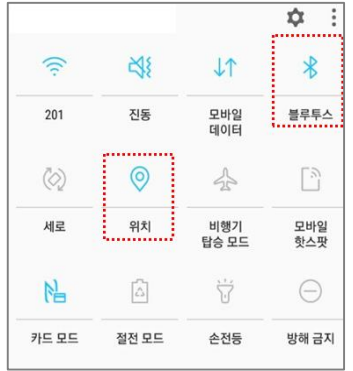 201
진동
모바일
데이터
블루투스
세로
위치
비행기
탑승 모드
모바일
핫스팟
카드 모드
절전 모드
손전등
방해 금지